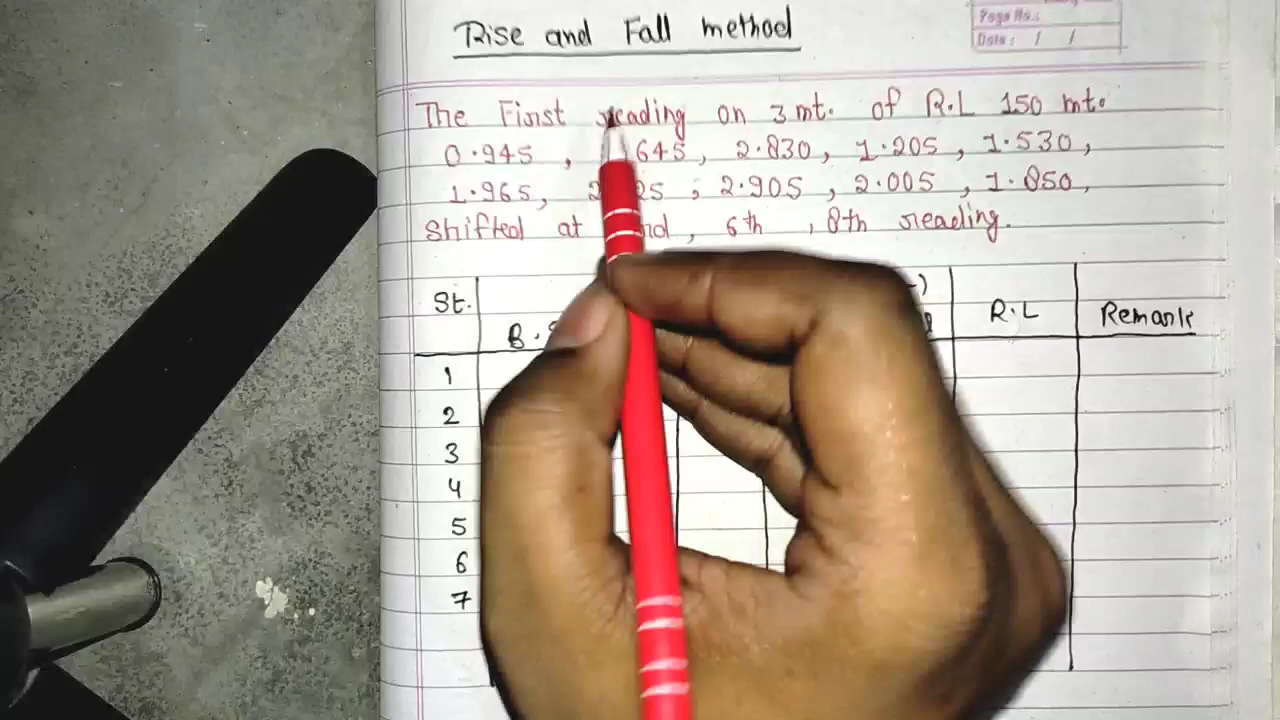 Rise and Fall method
Page No.:
Date: / /
The First reading on 3 mt. of R.L 150 mt.
0.945, 645, 2.830, 1.205, 1.530,
1.965, 2.905, 2.005, 1.850,
shifted at 6th, 8th reading.
St. R.L Remark
1
2
3
4
5
6
7